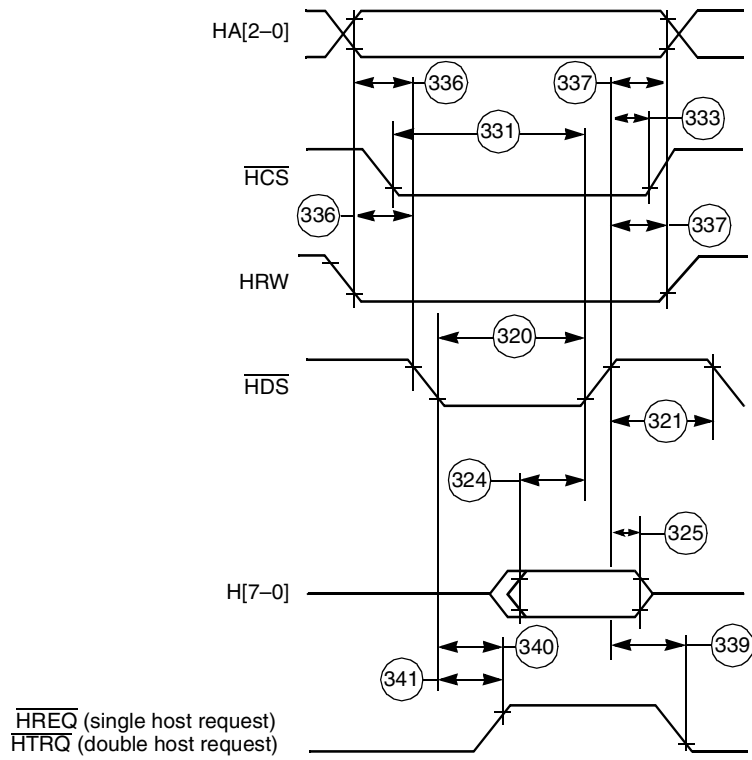 HA[2–0]
336
337
333
331
HCS
336
337
HRW
320
HDS
321
324
325
H[7–0]
340
339
341
HREQ (single host request)
HTRQ (double host request)